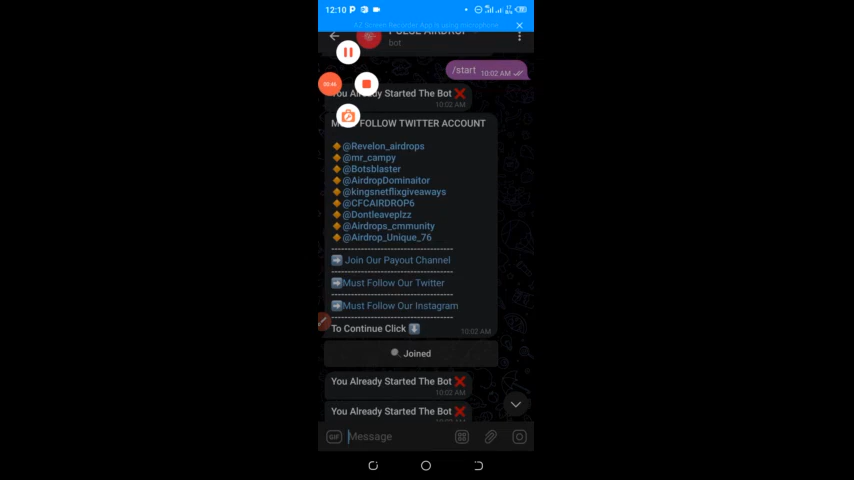 12:10
AZ Screen Recorder App is using microphone
PULSE AIRDROP
bot
/start 10:02 AM
You Already Started The Bot ❌
10:02 AM
FOLLOW TWITTER ACCOUNT
🔸@Revelon_airdrops
🔸@mr_campy
🔸@Botsblaster
🔸@AirdropDominaitor
🔸@kingsnetflixgiveaways
🔸@CFCAIRDROP6
🔸@Dontleaveplzz
🔸@Airdrops_cmmunity
🔸@Airdrop_Unique_76
------------------------------------
➡️ Join Our Payout Channel
------------------------------------
➡️Must Follow Our Twitter
------------------------------------
➡️Must Follow Our Instagram
------------------------------------
To Continue Click ⬇️ 10:02 AM
Joined
You Already Started The Bot ❌
10:02 AM
You Already Started The Bot ❌
GIF Message